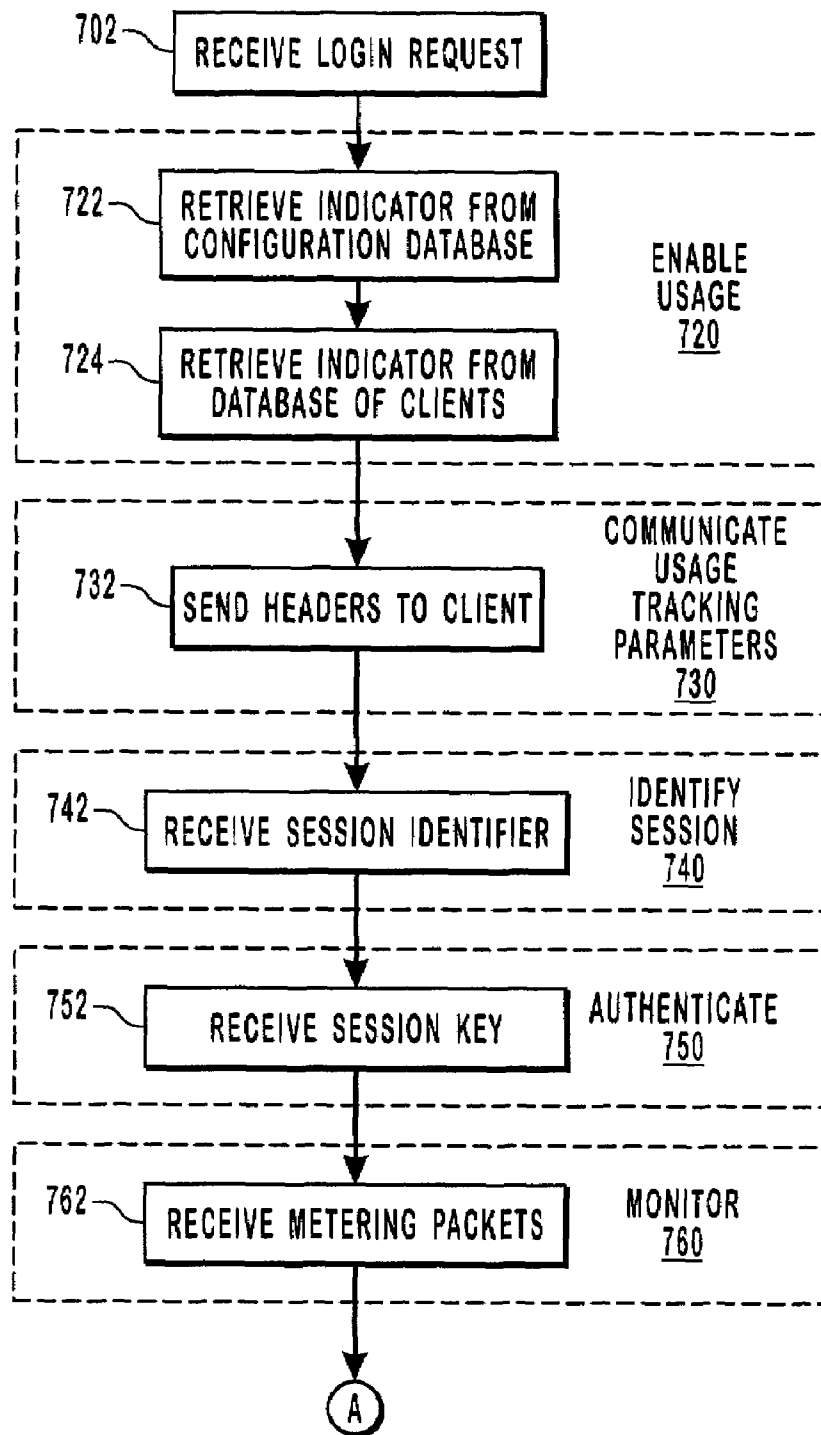 702
RECEIVE LOGIN REQUEST
722
RETRIEVE INDICATOR FROM
CONFIGURATION DATABASE
ENABLE
USAGE
720
724
RETRIEVE INDICATOR FROM
DATABASE OF CLIENTS
COMMUNICATE
USAGE
TRACKING
PARAMETERS
730
732
SEND HEADERS TO CLIENT
742
RECEIVE SESSION IDENTIFIER
IDENTIFY
SESSION
740
752
RECEIVE SESSION KEY
AUTHENTICATE
750
762
RECEIVE METERING PACKETS
MONITOR
760
A